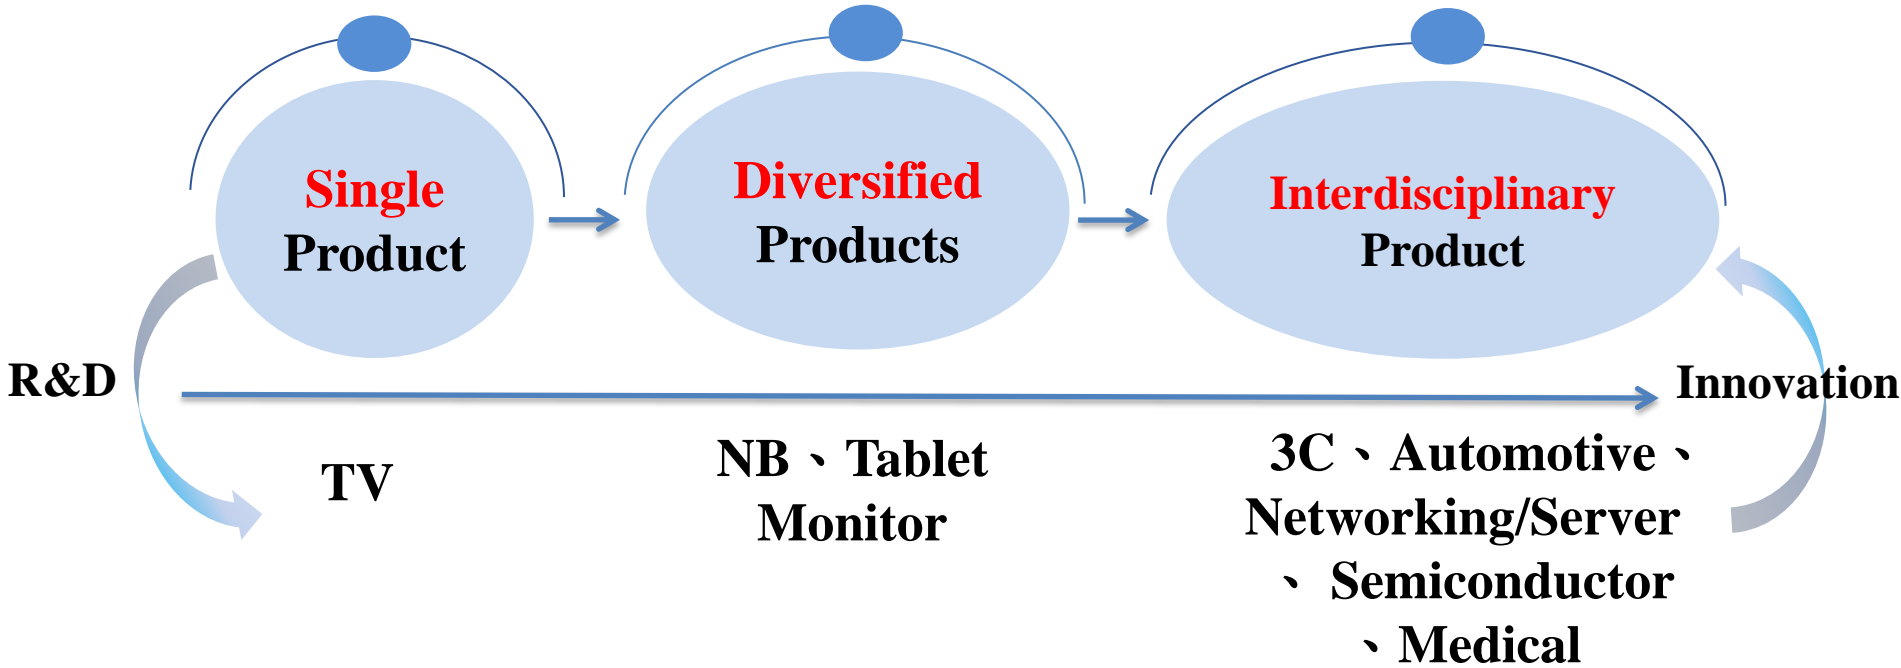 Single
Product
Diversified
Products
Interdisciplinary
Product
R&D
Innovation
TV
NB、Tablet
Monitor
3C、Automotive、
Networking/Server
、 Semiconductor
、Medical